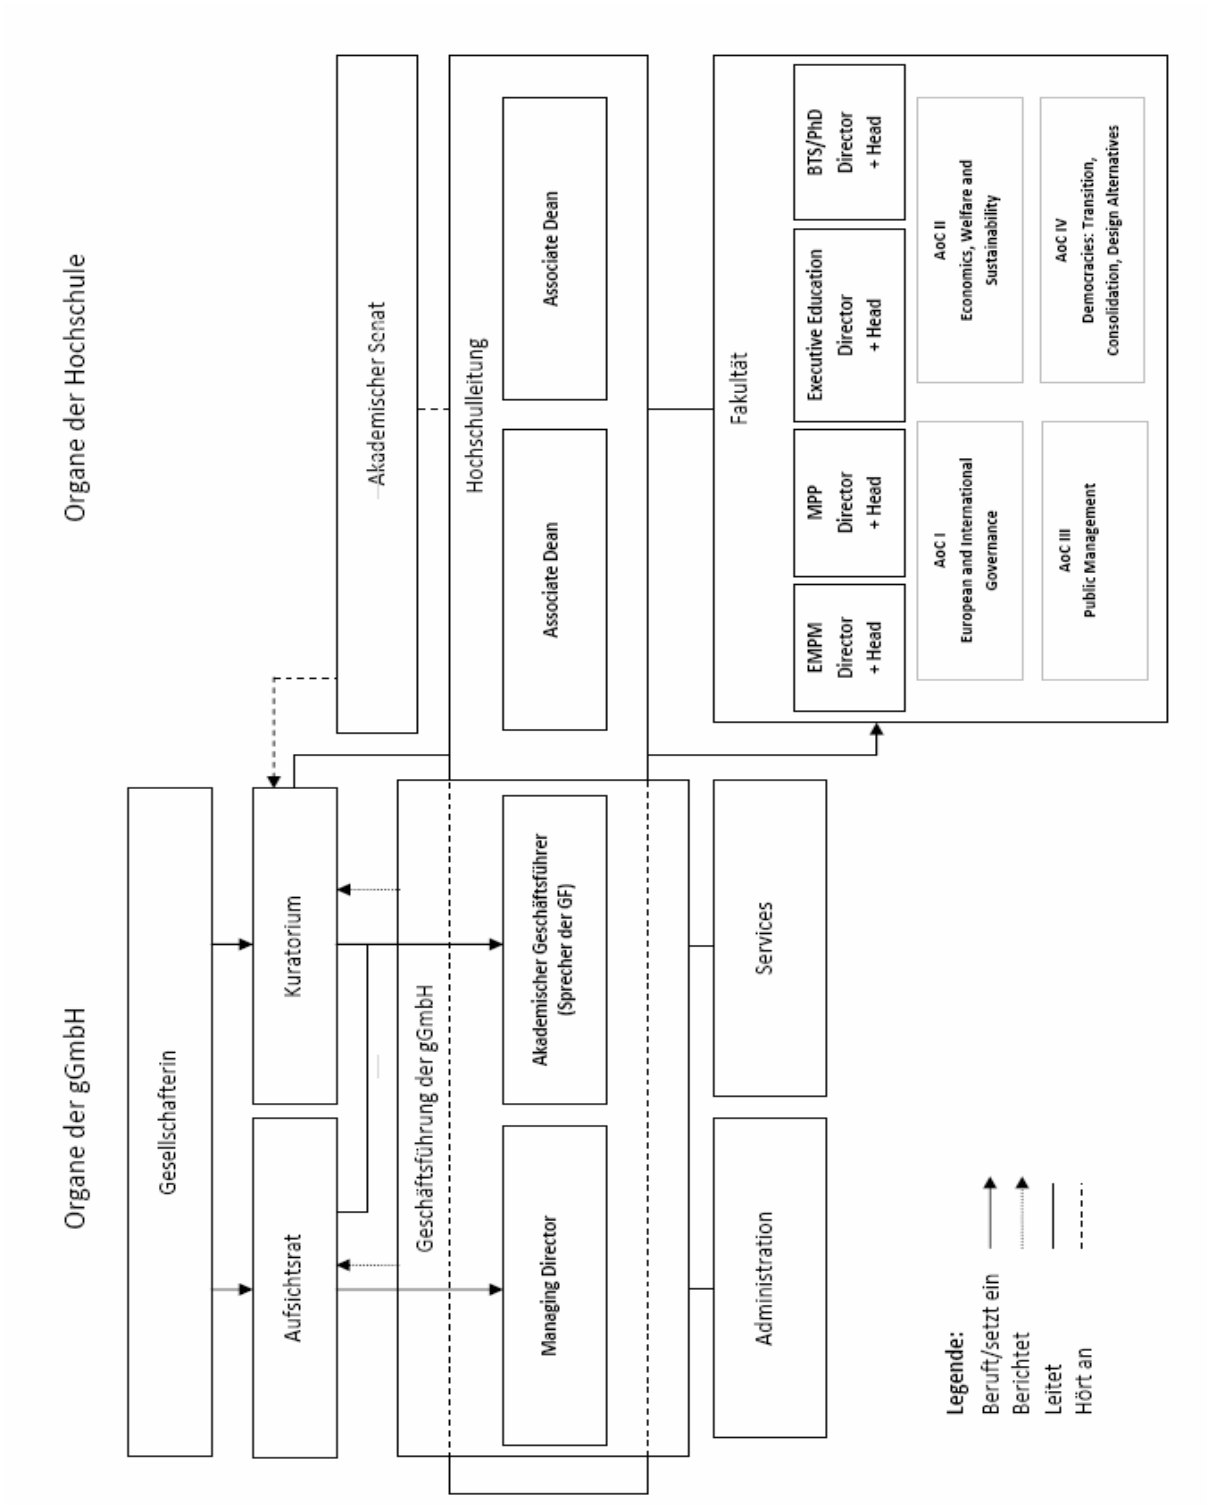 Organe der gGmbH
Organe der Hochschule
Gesellschafterin
Aufsichtsrat
Kuratorium
Akademischer Senat
Geschäftsführung der gGmbH
Hochschulleitung
Managing Director
Akademischer Geschäftsführer
(Sprecher der GF)
Associate Dean
Associate Dean
Administration
Services
Fakultät
EMPM
Director
+ Head
MPP
Director
+ Head
Executive Education
Director
+ Head
BTS/PhD
Director
+ Head
AoC I
European and International
Governance
AoC II
Economics, Welfare and
Sustainability
AoC III
Public Management
AoC IV
Democracies: Transition,
Consolidation, Design Alternatives
Legende:
Beruft/setzt ein
Berichtet
Leitet
Hört an